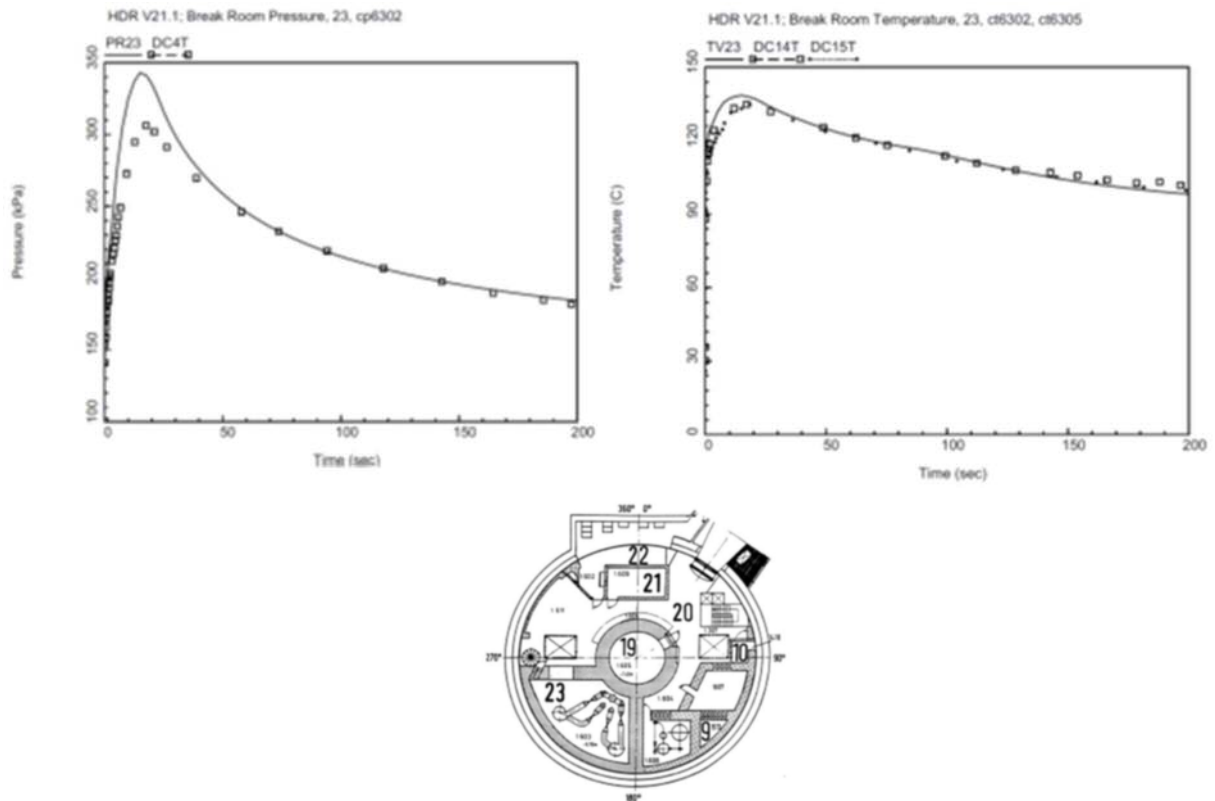 HDR V21.1; Break Room Pressure, 23, cp6302
PR23 DC4T
350
300
250
200
150
100
Pressure (kPa)
0 50 100 150 200
Time (sec)
HDR V21.1; Break Room Temperature, 23, ct6302, ct6305
TV23 DC14T DC15T
150
120
90
60
30
0
Temperature (C)
0 50 100 150 200
Time (sec)
360° 0°
22
21
20
19
10
270°
90°
23
9
180°